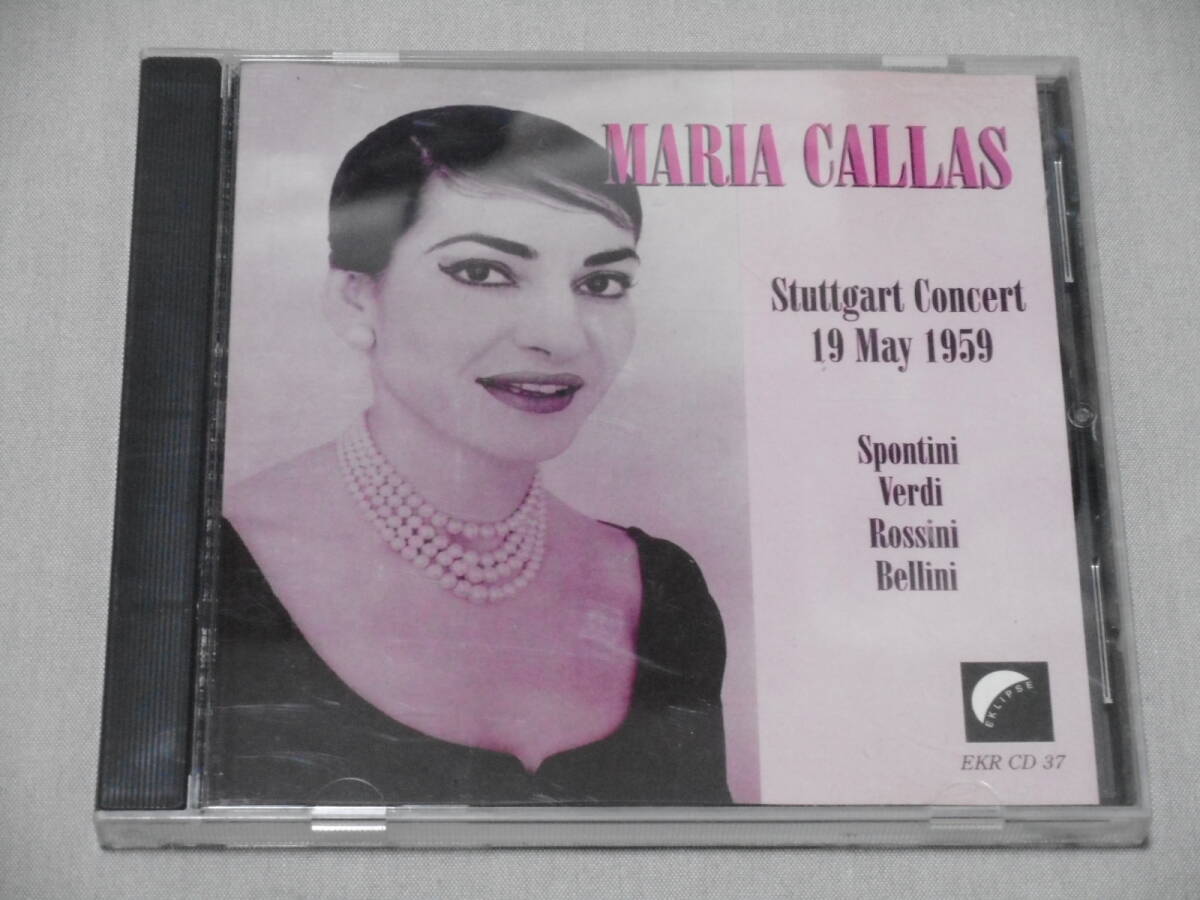 MARIA CALLAS
Stuttgart Concert
19 May 1959
Spontini
Verdi
Rossini
Bellini
EKLIPSE
EKR CD 37